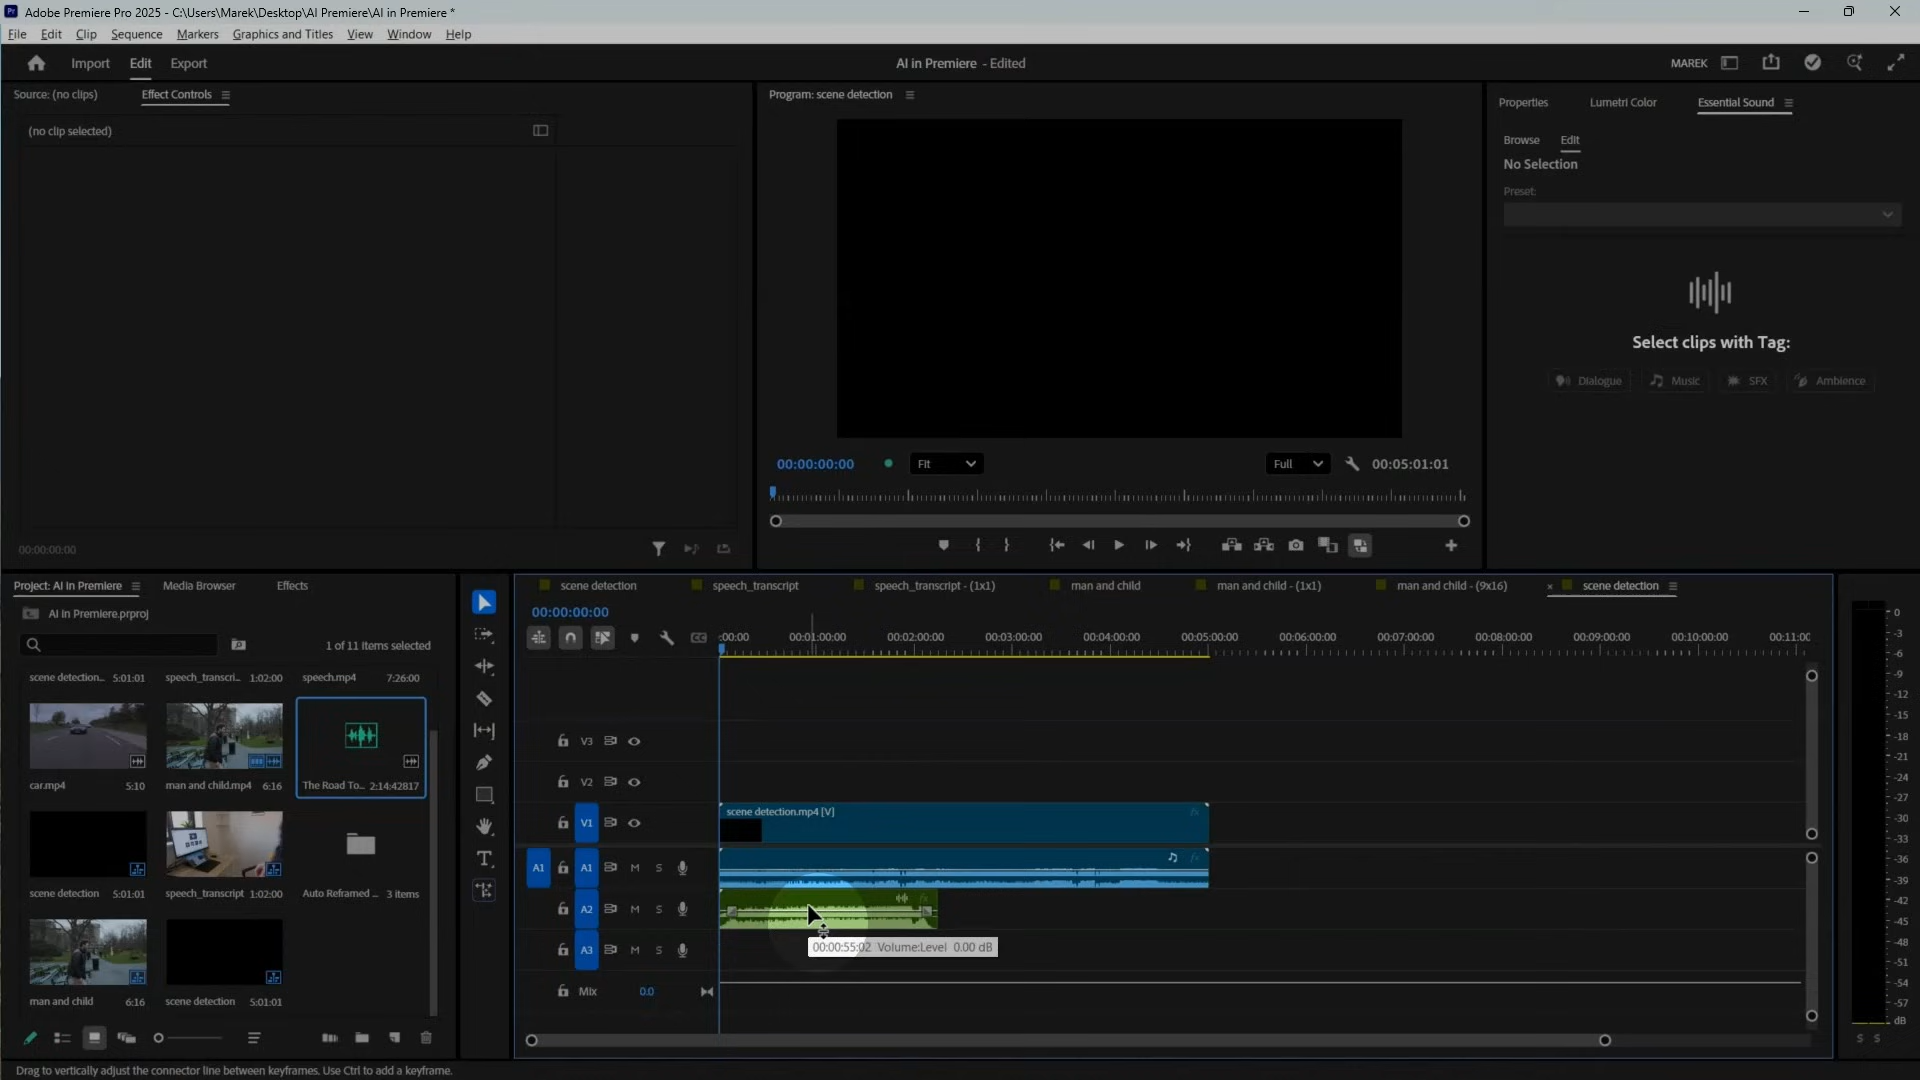 Pr Adobe Premiere Pro 2025 - C:\Users\Marek\Desktop\AI Premiere\AI in Premiere *
File Edit Clip Sequence Markers Graphics and Titles View Window Help
Import Edit Export
AI in Premiere - Edited
MAREK
Source: (no clips) Effect Controls
(no clip selected)
00:00:00:00
Program: scene detection
00:00:00:00 Fit Full 00:05:01:01
Properties Lumetri Color Essential Sound
Browse Edit
No Selection
Preset:
Select clips with Tag:
Dialogue Music SFX Ambience
Project: AI in Premiere Media Browser Effects
AI in Premiere.prproj
1 of 11 items selected
scene detection... 5:01:01 speech_transcri... 1:02:00 speech.mp4 7:26:00
car.mp4 5:10 man and child.mp4 6:16 The Road To... 2:14:42817
scene detection 5:01:01 speech_transcript 1:02:00 Auto Reframed ... 3 items
man and child 6:16 scene detection 5:01:01
scene detection speech_transcript speech_transcript - (1x1) man and child man and child - (1x1) man and child - (9x16) × scene detection
00:00:00:00
:00:00 00:01:00:00 00:02:00:00 00:03:00:00 00:04:00:00 00:05:00:00 00:06:00:00 00:07:00:00 00:08:00:00 00:09:00:00 00:10:00:00 00:11:00
V3
V2
V1
scene detection.mp4 [V] fx
A1 A1 M S
fx
A2 M S
fx
00:00:55:02 Volume:Level 0.00 dB
A3 M S
Mix 0.0
0
-3
-6
-9
-12
-15
-18
-21
-24
-27
-30
-33
-36
-39
-42
-45
-48
-51
-54
-57
dB
S S
Drag to vertically adjust the connector line between keyframes. Use Ctrl to add a keyframe.